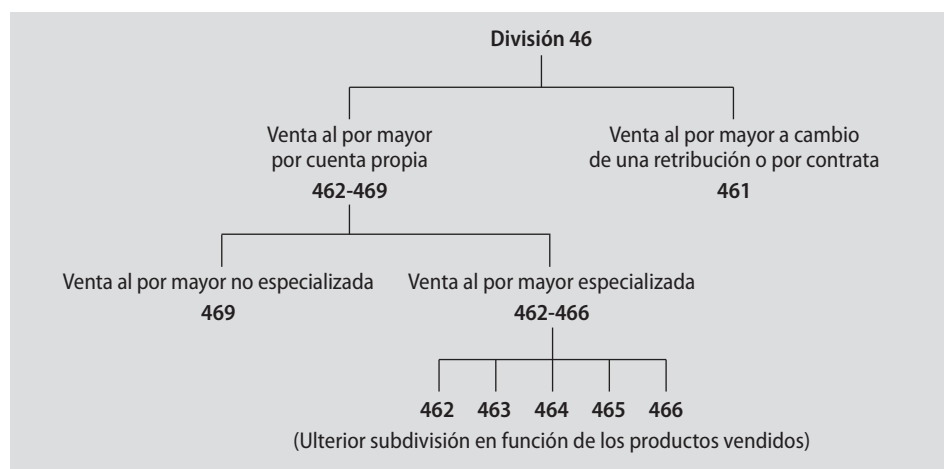 División 46
Venta al por mayor
por cuenta propia
462-469
Venta al por mayor a cambio
de una retribución o por contrata
461
Venta al por mayor no especializada
469
Venta al por mayor especializada
462-466
462 463 464 465 466
(Ulterior subdivisión en función de los productos vendidos)